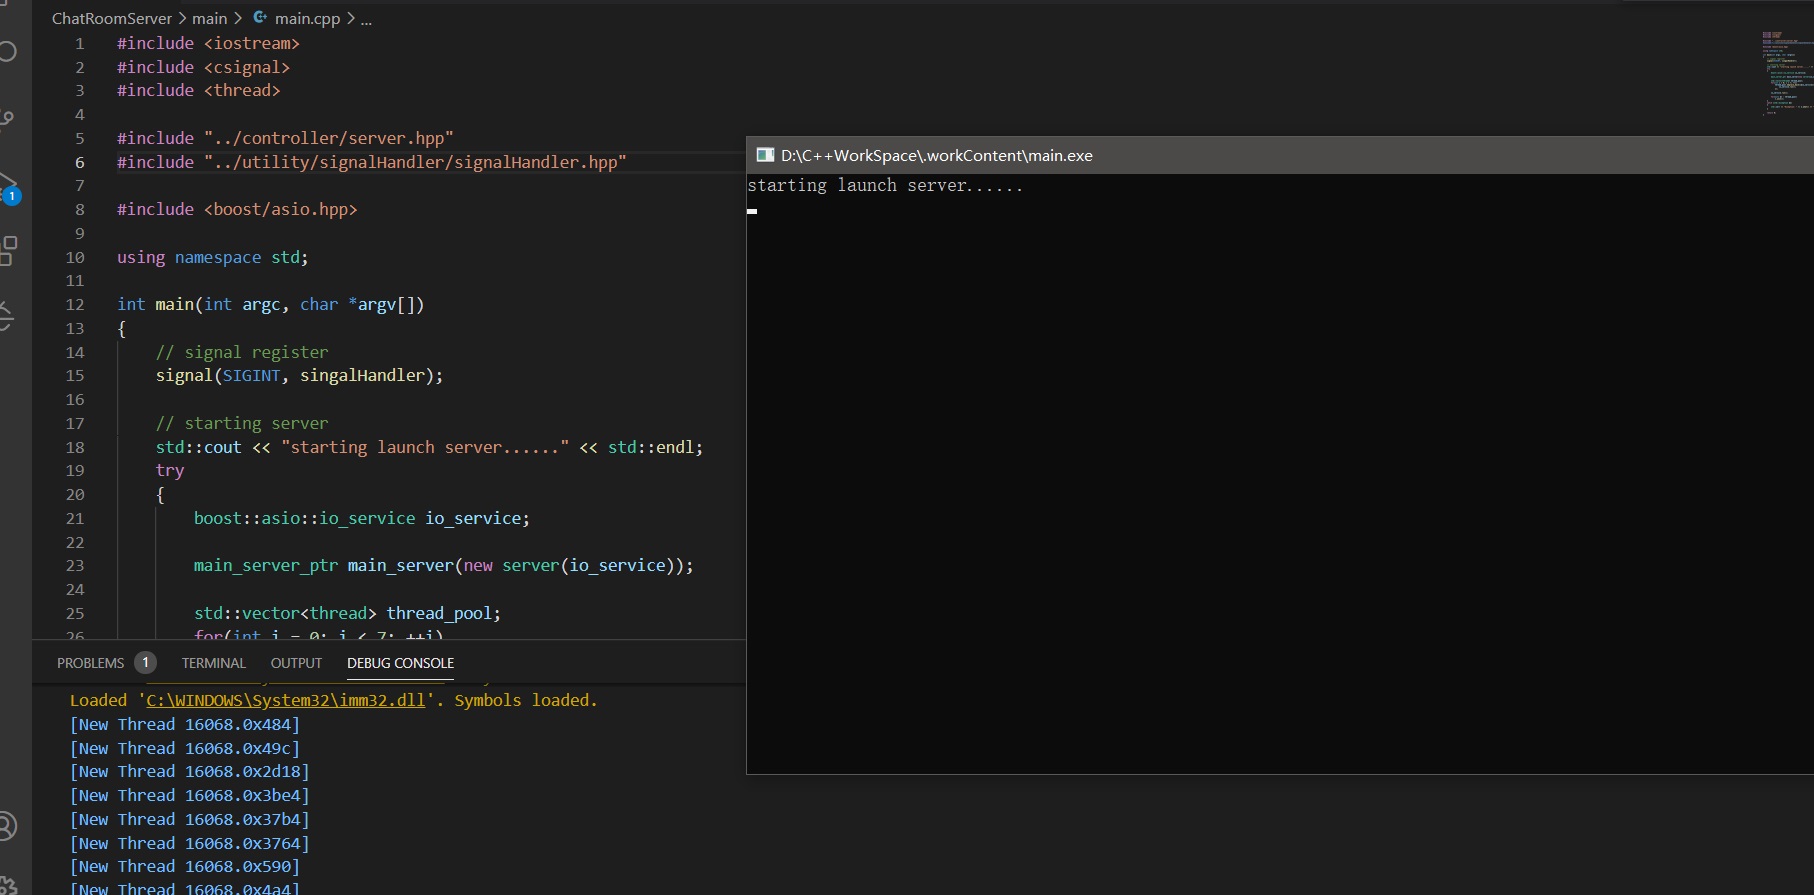 ChatRoomServer > main > main.cpp > ...
1 #include <iostream>
2 #include <csignal>
3 #include <thread>
4
5 #include "../controller/server.hpp"
6 #include "../utility/signalHandler/signalHandler.hpp"
7
8 #include <boost/asio.hpp>
9
10 using namespace std;
11
12 int main(int argc, char *argv[])
13 {
14 // signal register
15 signal(SIGINT, singalHandler);
16
17 // starting server
18 std::cout << "starting launch server......" << std::endl;
19 try
20 {
21 boost::asio::io_service io_service;
22
23 main_server_ptr main_server(new server(io_service));
24
25 std::vector<thread> thread_pool;
26 for(int i = 0; i < 7; ++i)
1
D:\C++WorkSpace\.workContent\main.exe
starting launch server......
PROBLEMS 1 TERMINAL OUTPUT DEBUG CONSOLE
Loaded 'C:\WINDOWS\System32\imm32.dll'. Symbols loaded.
[New Thread 16068.0x484]
[New Thread 16068.0x49c]
[New Thread 16068.0x2d18]
[New Thread 16068.0x3be4]
[New Thread 16068.0x37b4]
[New Thread 16068.0x3764]
[New Thread 16068.0x590]
[New Thread 16068.0x4a4]